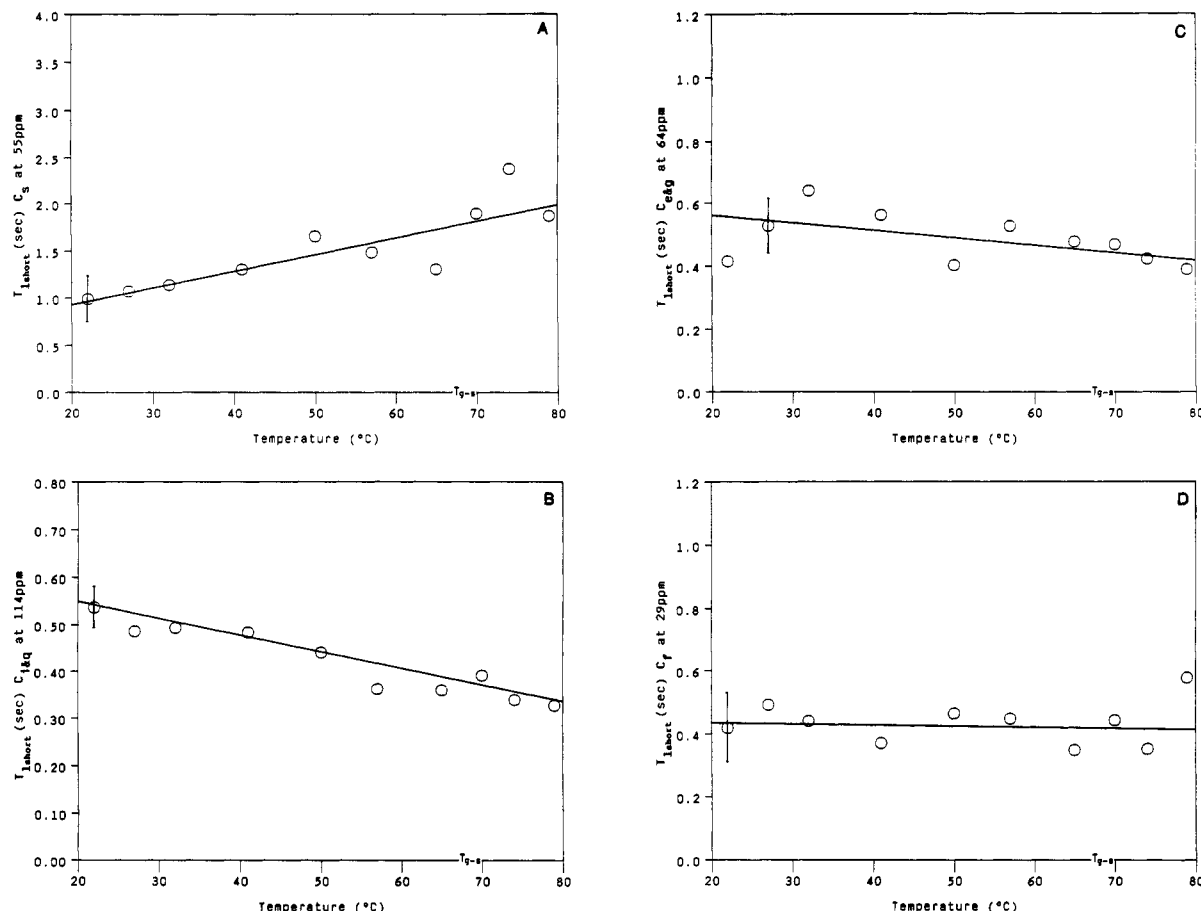 A
4.0
3.5
3.0
2.5
2.0
1.5
1.0
0.5
0.0
T1short (sec) Cs at 55ppm
Tg-s
20 30 40 50 60 70 80
Temperature (°C)
C
1.2
1.0
0.8
0.6
0.4
0.2
0.0
T1short (sec) Ce&g at 64ppm
Tg-s
20 30 40 50 60 70 80
Temperature (°C)
B
0.80
0.70
0.60
0.50
0.40
0.30
0.20
0.10
0.00
T1short (sec) Ci&q at 114ppm
Tg-s
20 30 40 50 60 70 80
Temperature (°C)
D
1.2
1.0
0.8
0.6
0.4
0.2
0.0
T1short (sec) Cf at 29ppm
Tg-s
20 30 40 50 60 70 80
Temperature (°C)